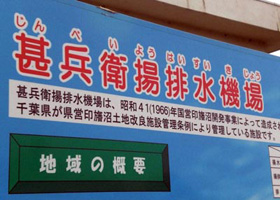 じんべいようはいすいきじょう
甚兵衛揚排水機場
甚兵衛揚排水機場は、昭和41(1966)年国営印旛沼開発事業によって造成され
千葉県が県営印旛沼土地改良施設管理条例により管理している施設です。
地域の概要